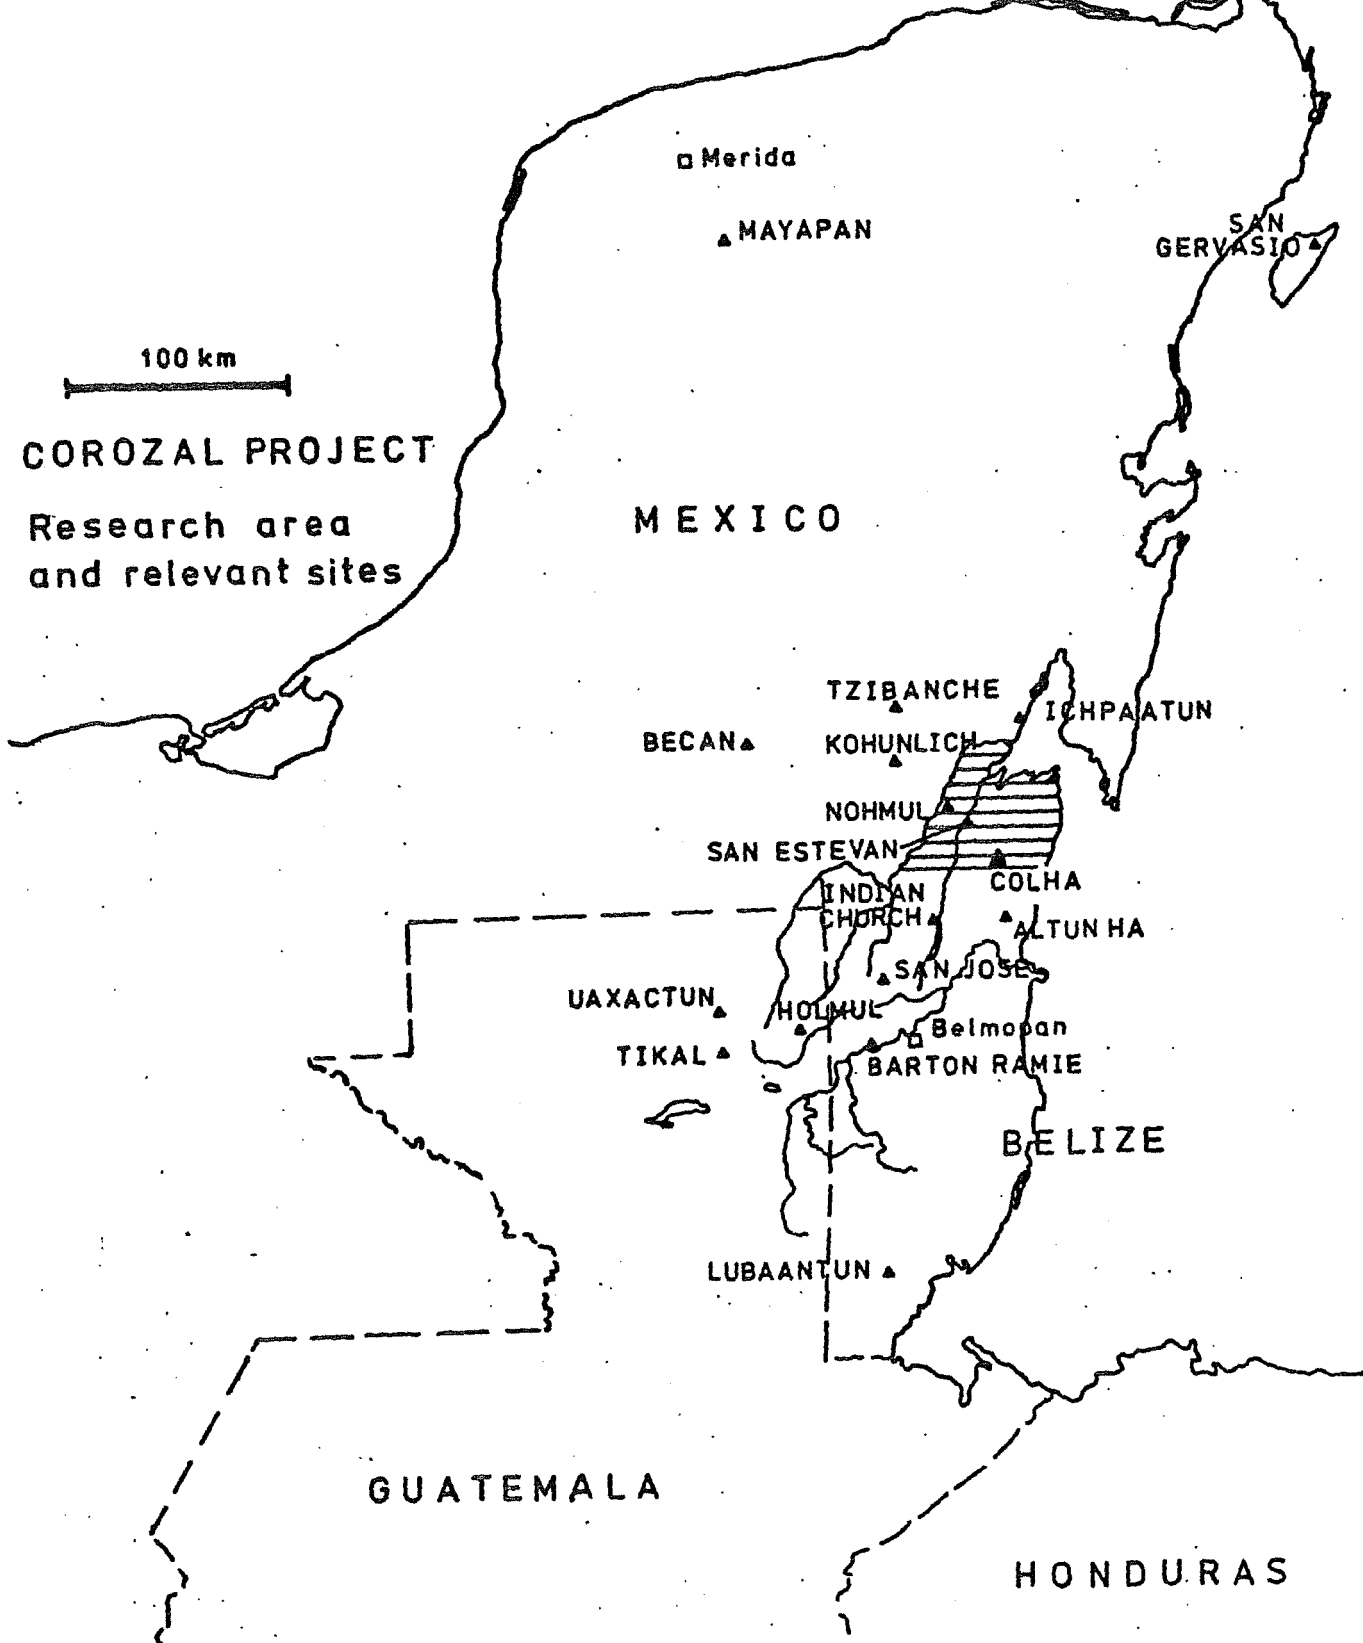 Merida
MAYAPAN
SAN
GERVASIO
100 km
COROZAL PROJECT
Research area
and relevant sites
MEXICO
TZIBANCHE
ICHPAATUN
BECAN
KOHUNLICH
NOHMUL
SAN ESTEVAN
COLHA
INDIAN
CHURCH
ALTUN HA
SAN JOSE
UAXACTUN
HOLMUL
Belmopan
TIKAL
BARTON RAMIE
BELIZE
LUBAANTUN
GUATEMALA
HONDURAS